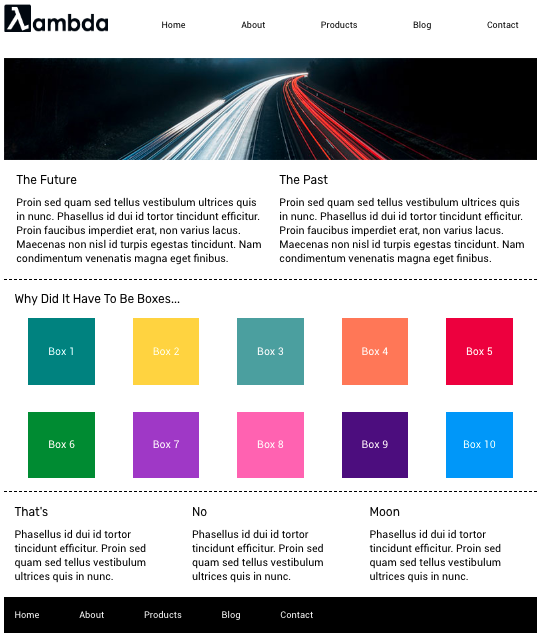 λambda
Home About Products Blog Contact
The Future
Proin sed quam sed tellus vestibulum ultrices quis
in nunc. Phasellus id dui id tortor tincidunt efficitur.
Proin faucibus imperdiet erat, non varius lacus.
Maecenas non nisl id turpis egestas tincidunt. Nam
condimentum venenatis magna eget finibus.
The Past
Proin sed quam sed tellus vestibulum ultrices quis
in nunc. Phasellus id dui id tortor tincidunt efficitur.
Proin faucibus imperdiet erat, non varius lacus.
Maecenas non nisl id turpis egestas tincidunt. Nam
condimentum venenatis magna eget finibus.
Why Did It Have To Be Boxes...
Box 1 Box 2 Box 3 Box 4 Box 5
Box 6 Box 7 Box 8 Box 9 Box 10
That's
Phasellus id dui id tortor
tincidunt efficitur. Proin sed
quam sed tellus vestibulum
ultrices quis in nunc.
No
Phasellus id dui id tortor
tincidunt efficitur. Proin sed
quam sed tellus vestibulum
ultrices quis in nunc.
Moon
Phasellus id dui id tortor
tincidunt efficitur. Proin sed
quam sed tellus vestibulum
ultrices quis in nunc.
Home About Products Blog Contact